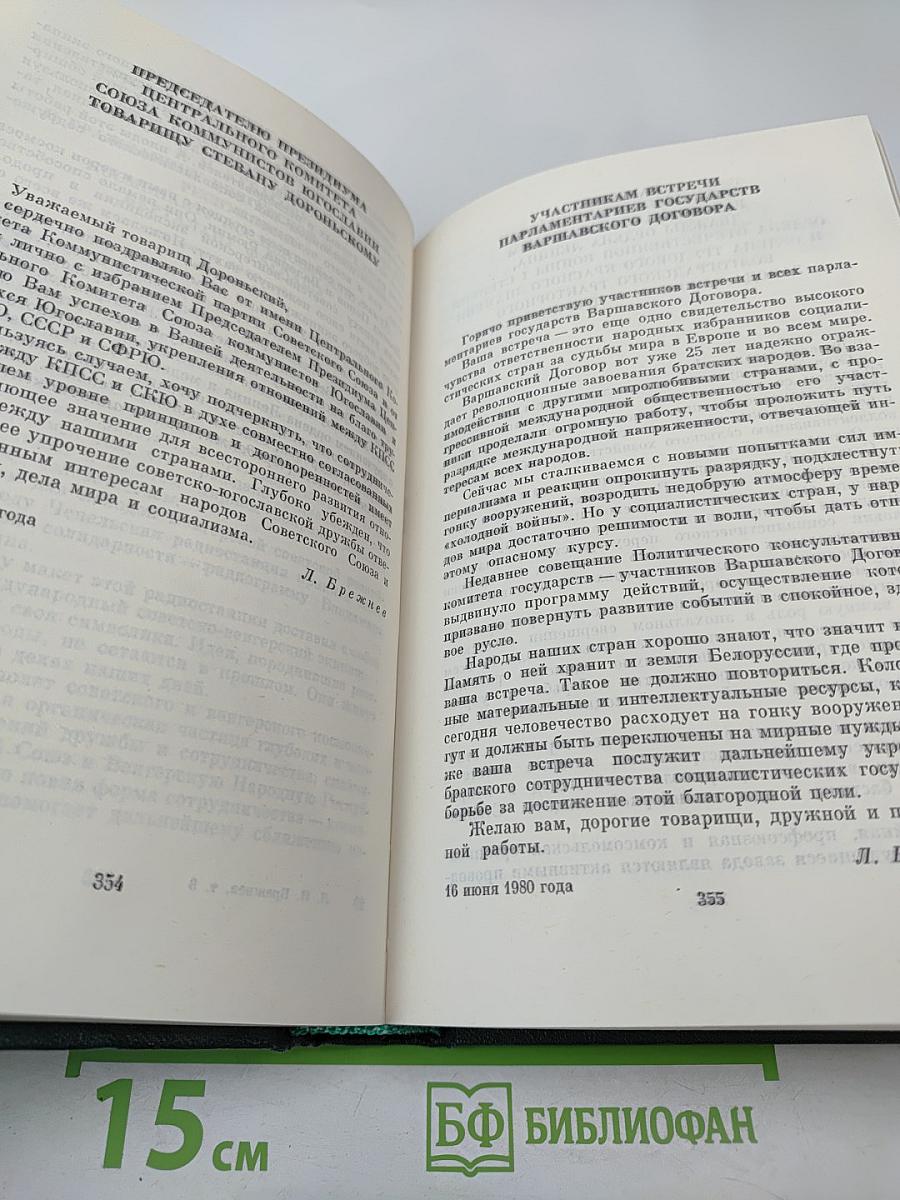 ПРЕДСЕДАТЕЛЮ ПРЕЗИДИУМА
ЦЕНТРАЛЬНОГО КОМИТЕТА
СОЮЗА КОММУНИСТОВ ЮГОСЛАВИИ
ТОВАРИЩУ СТЕВАНУ ДОРОНЬСКОМУ
Уважаемый товарищ Дороньский,
сердечно поздравляю Вас от имени Центрального Ко-
Коммунистической партии Советского Союза и от
лично с избранием Председателем Президиума Цен-
Комитета Союза коммунистов Югославии.
Вам успехов в Вашей деятельности на благо тру-
Югославии, укрепления отношений между КПСС
СССР и СФРЮ.
случаем, хочу подчеркнуть, что сотрудниче-
КПСС и СКЮ в духе совместно согласованных
уровне принципов и договоренностей имеет
значение для всестороннего развития отно-
между нашими странами. Глубоко убежден, что
упрочение советско-югославской дружбы отве-
интересам народов Советского Союза и
дела мира и социализма.
года
Л. Брежнев
354
УЧАСТНИКАМ ВСТРЕЧИ
ПАРЛАМЕНТАРИЕВ ГОСУДАРСТВ
ВАРШАВСКОГО ДОГОВОРА
Горячо приветствую участников встречи и всех парла-
ментариев государств Варшавского Договора.
Ваша встреча — это еще одно свидетельство высокого
чувства ответственности народных избранников социали-
стических стран за судьбы мира в Европе и во всем мире.
Варшавский Договор вот уже 25 лет надежно ограж-
дает революционные завоевания братских народов. Во вза-
имодействии с другими миролюбивыми странами, с про-
грессивной международной общественностью его участ-
ники проделали огромную работу, чтобы проложить путь
разрядке международной напряженности, отвечающей ин-
тересам всех народов.
Сейчас мы сталкиваемся с новыми попытками сил им-
периализма и реакции опрокинуть разрядку, подхлестнуть
гонку вооружений, возродить недобрую атмосферу времен
«холодной войны». Но у социалистических стран, у наро-
дов мира достаточно решимости и воли, чтобы дать
этому опасному курсу.
Недавнее совещание Политического
комитета государств — участников Варшавского
выдвинуло программу действий, осуществление
призвано повернуть развитие событий в спокойное,
вое русло.
Народы наших стран хорошо знают, что значит
Память о ней хранит и земля Белоруссии, где
ваша встреча. Такое не должно повториться.
ные материальные и интеллектуальные ресурсы,
сегодня человечество расходует на гонку
гут и должны быть переключены на мирные нужды
же ваша встреча послужит дальнейшему
братского сотрудничества социалистических
борьбе за достижение этой благородной цели.
Желаю вам, дорогие товарищи, дружной и
ной работы.
Л.
16 июня 1980 года
355
15 см
БФ БИБЛИОФАН